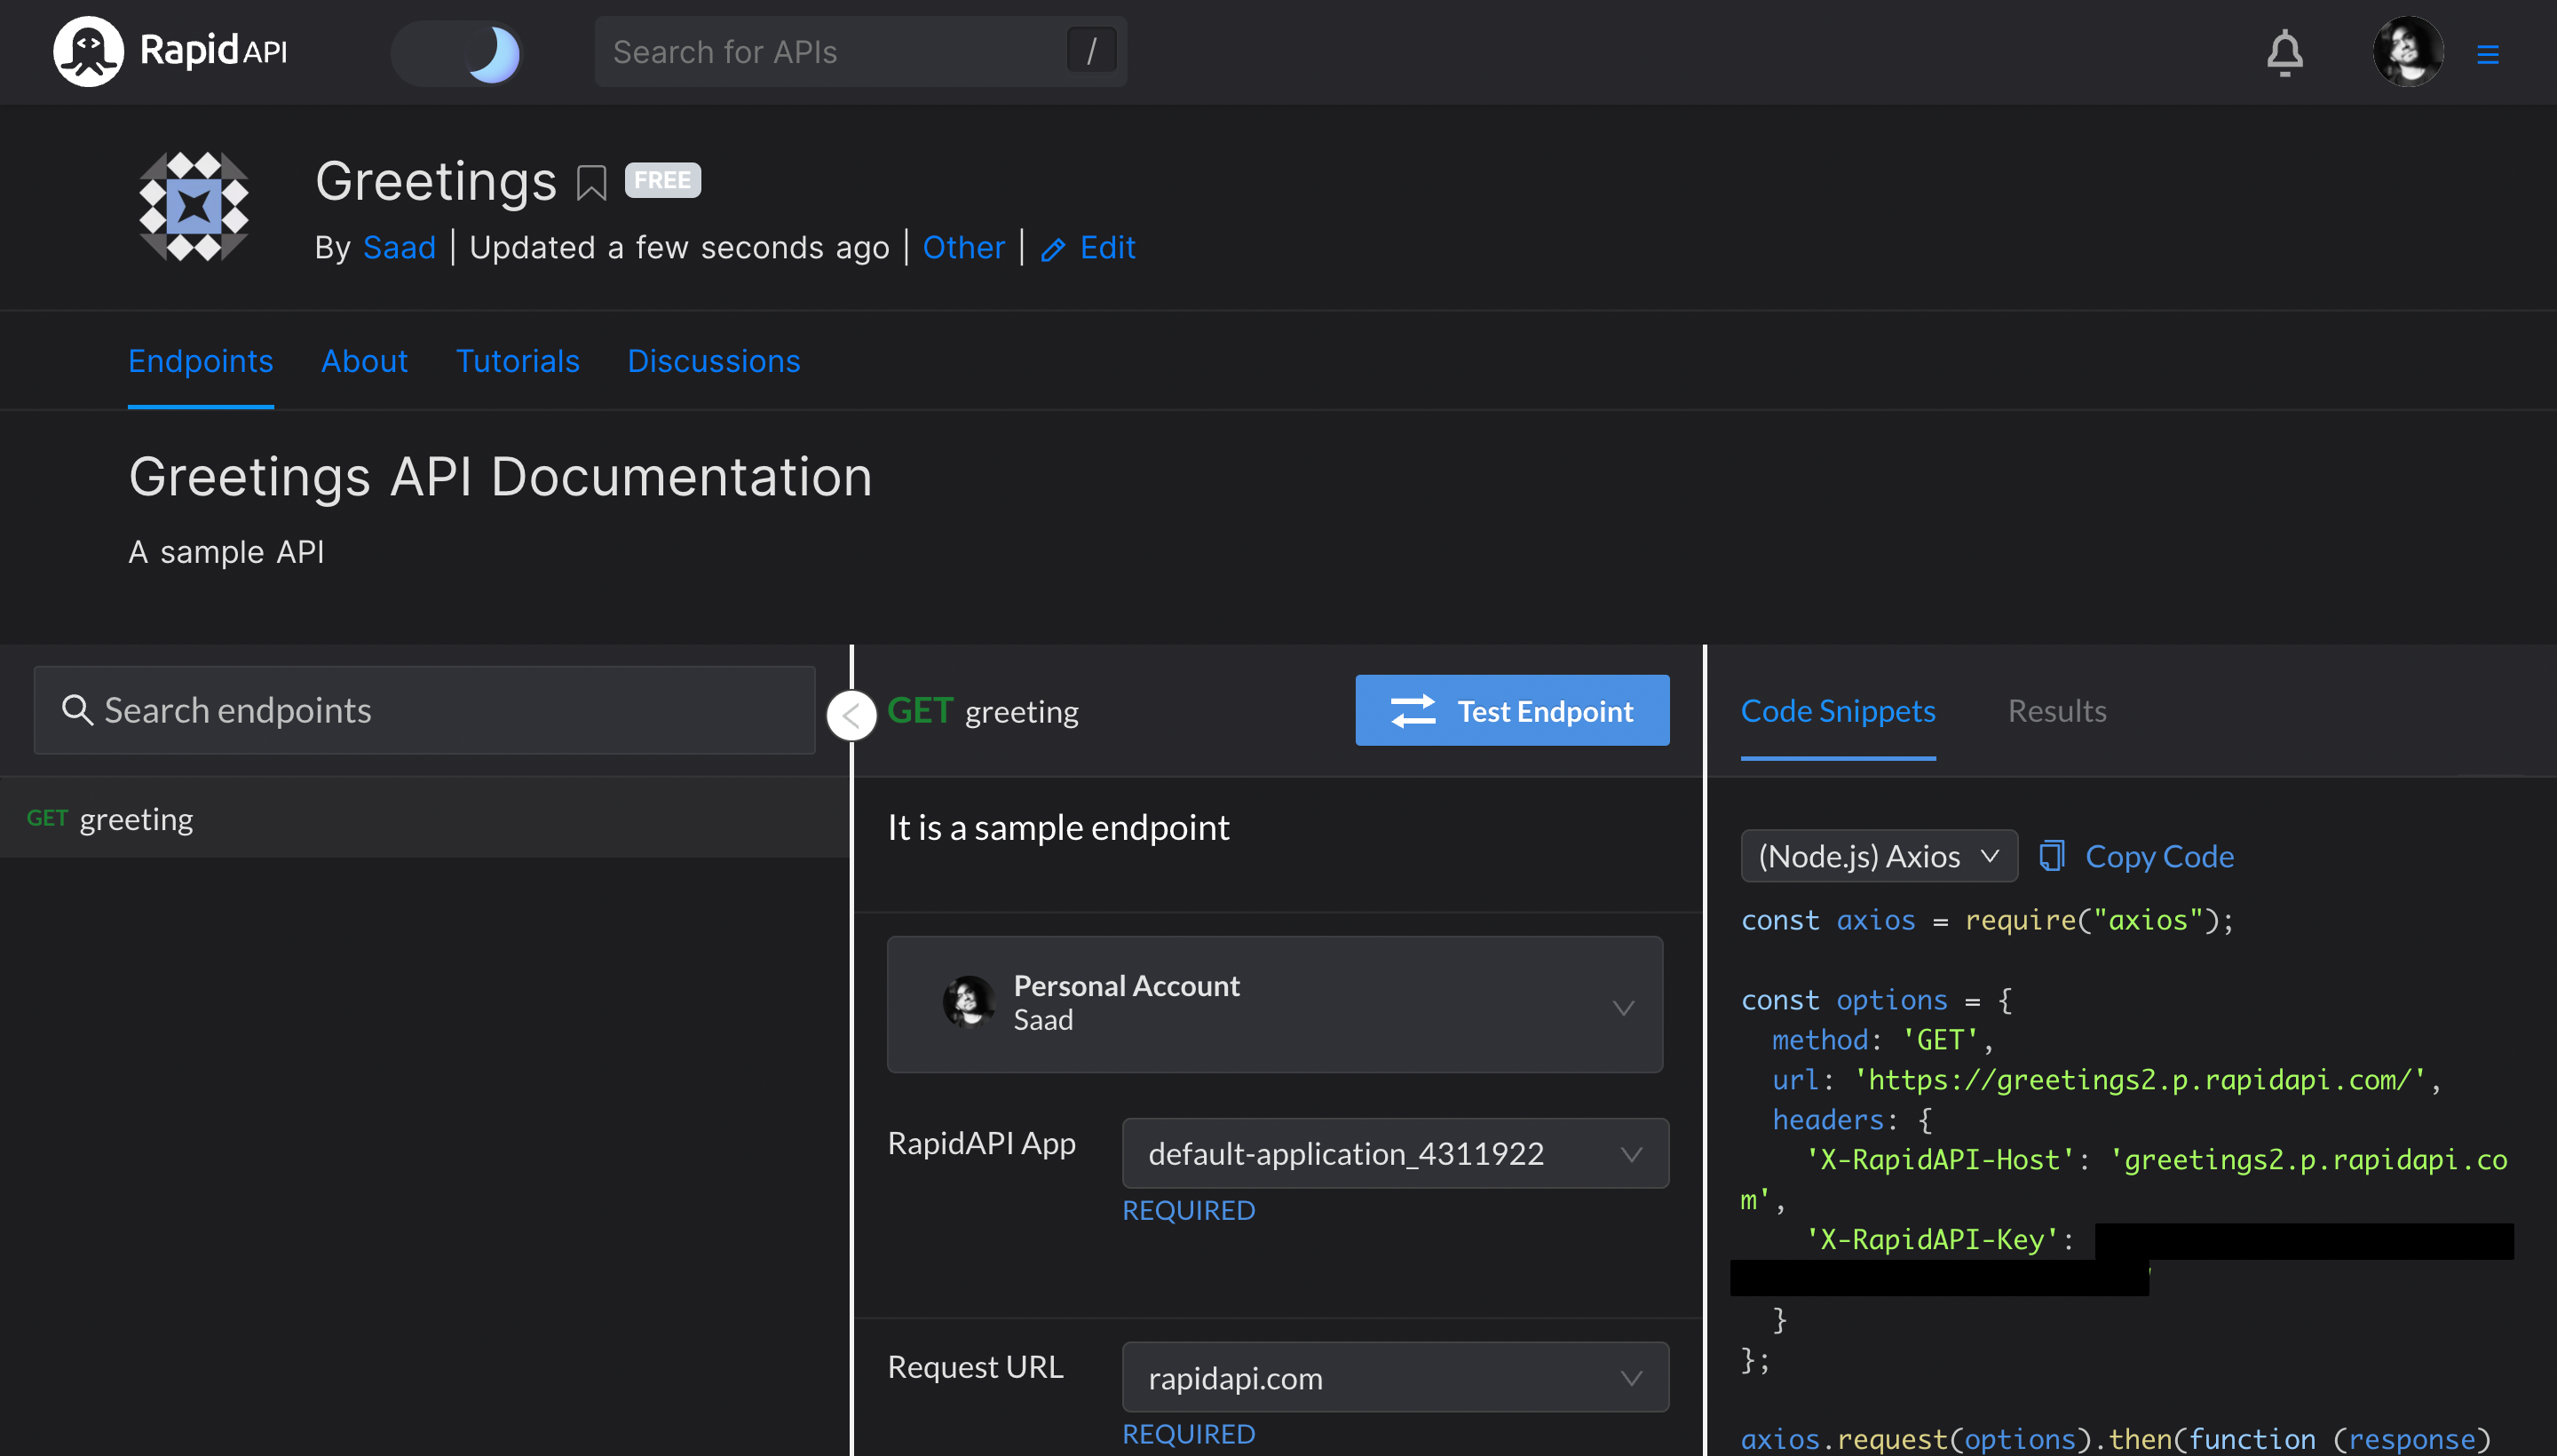 RapidAPI
Search for APIs /
Greetings FREE
By Saad | Updated a few seconds ago | Other | Edit
Endpoints About Tutorials Discussions
Greetings API Documentation
A sample API
Search endpoints
GET greeting
GET greeting Test Endpoint
It is a sample endpoint
Personal Account
Saad
RapidAPI App default-application_4311922
REQUIRED
Request URL rapidapi.com
REQUIRED
Code Snippets Results
(Node.js) Axios Copy Code
const axios = require("axios");
const options = {
method: 'GET',
url: 'https://greetings2.p.rapidapi.com/',
headers: {
'X-RapidAPI-Host': 'greetings2.p.rapidapi.co
m',
'X-RapidAPI-Key':
'
}
};
axios.request(options).then(function (response)